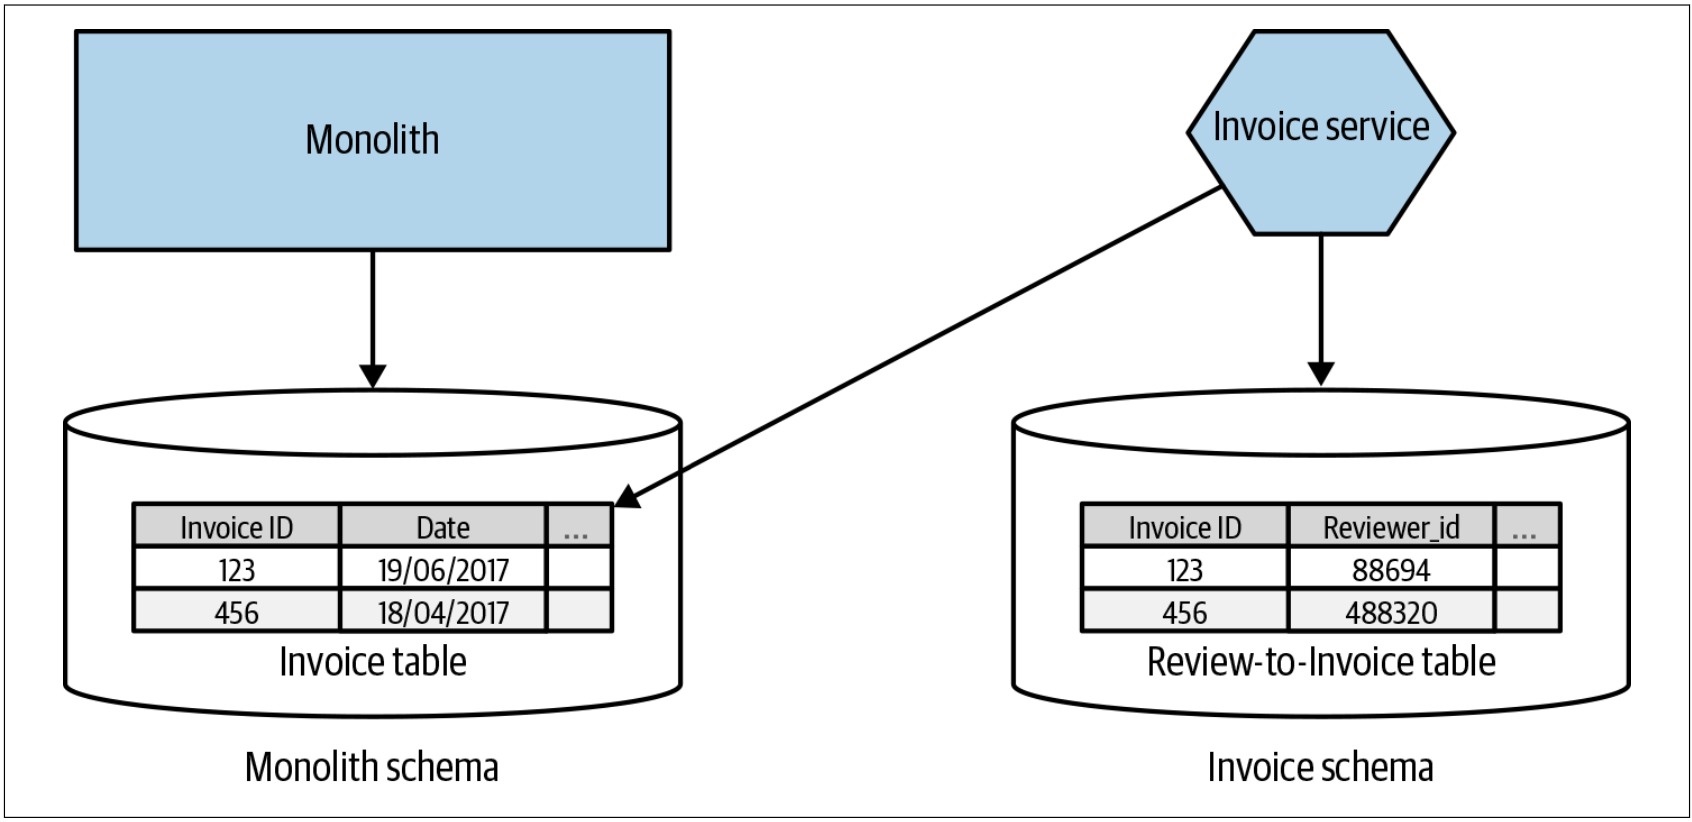 Monolith
Invoice service
Invoice ID Date ...
123 19/06/2017
456 18/04/2017
Invoice table
Invoice ID Reviewer_id ...
123 88694
456 488320
Review-to-Invoice table
Monolith schema
Invoice schema